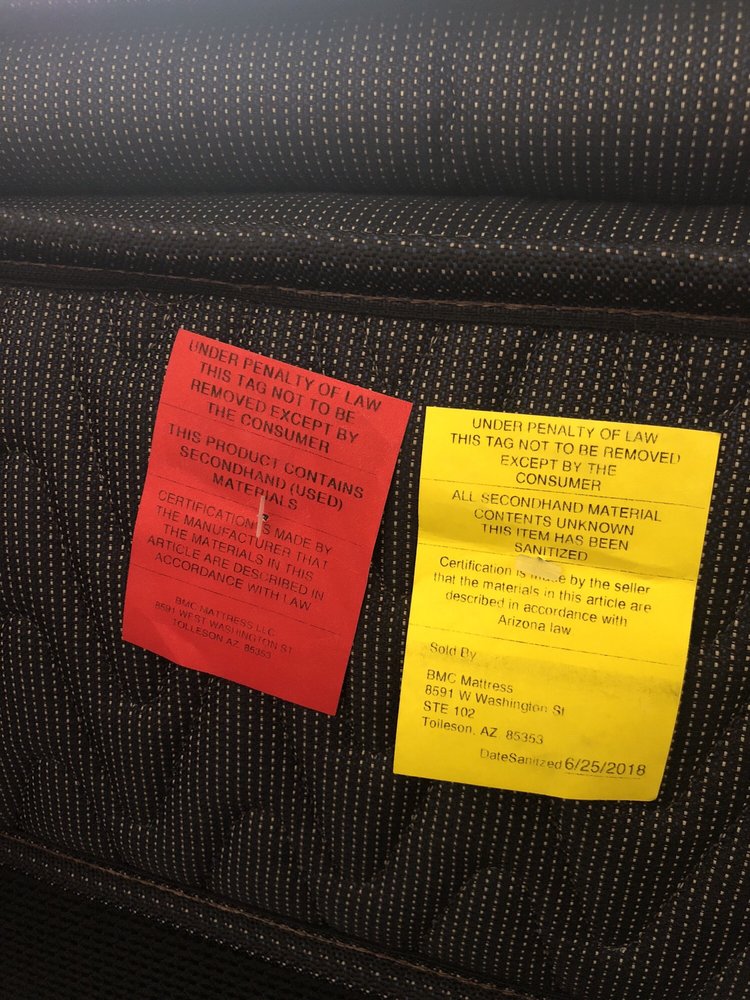 UNDER PENALTY OF LAW
THIS TAG NOT TO BE
REMOVED EXCEPT BY
THE CONSUMER
THIS PRODUCT CONTAINS
SECONDHAND (USED)
MATERIALS
CERTIFICATION IS MADE BY
THE MANUFACTURER THAT
THE MATERIALS IN THIS
ARTICLE ARE DESCRIBED IN
ACCORDANCE WITH LAW
BMC MATTRESS LLC
8591 WEST WASHINGTON ST
TOLLESON AZ 85353
UNDER PENALTY OF LAW
THIS TAG NOT TO BE REMOVED
EXCEPT BY THE
CONSUMER
ALL SECONDHAND MATERIAL
CONTENTS UNKNOWN
THIS ITEM HAS BEEN
SANITIZED
Certification is made by the seller
that the materials in this article are
described in accordance with
Arizona law
Sold By
BMC Mattress
8591 W Washington St
STE 102
Tolleson, AZ 85353
DateSanitized 6/25/2018